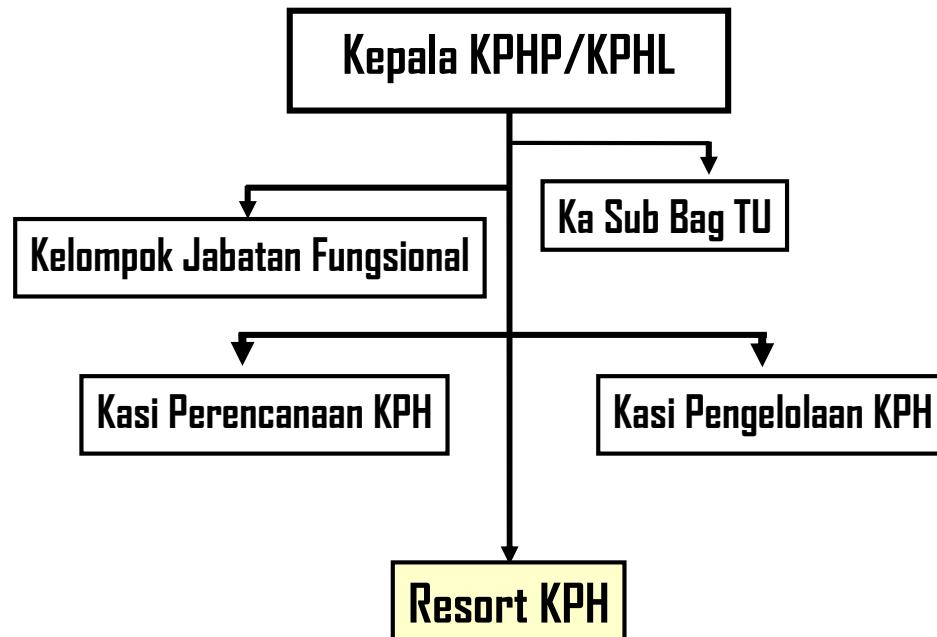 Kepala KPHP/KPHL
Ka Sub Bag TU
Kelompok Jabatan Fungsional
Kasi Perencanaan KPH
Kasi Pengelolaan KPH
Resort KPH